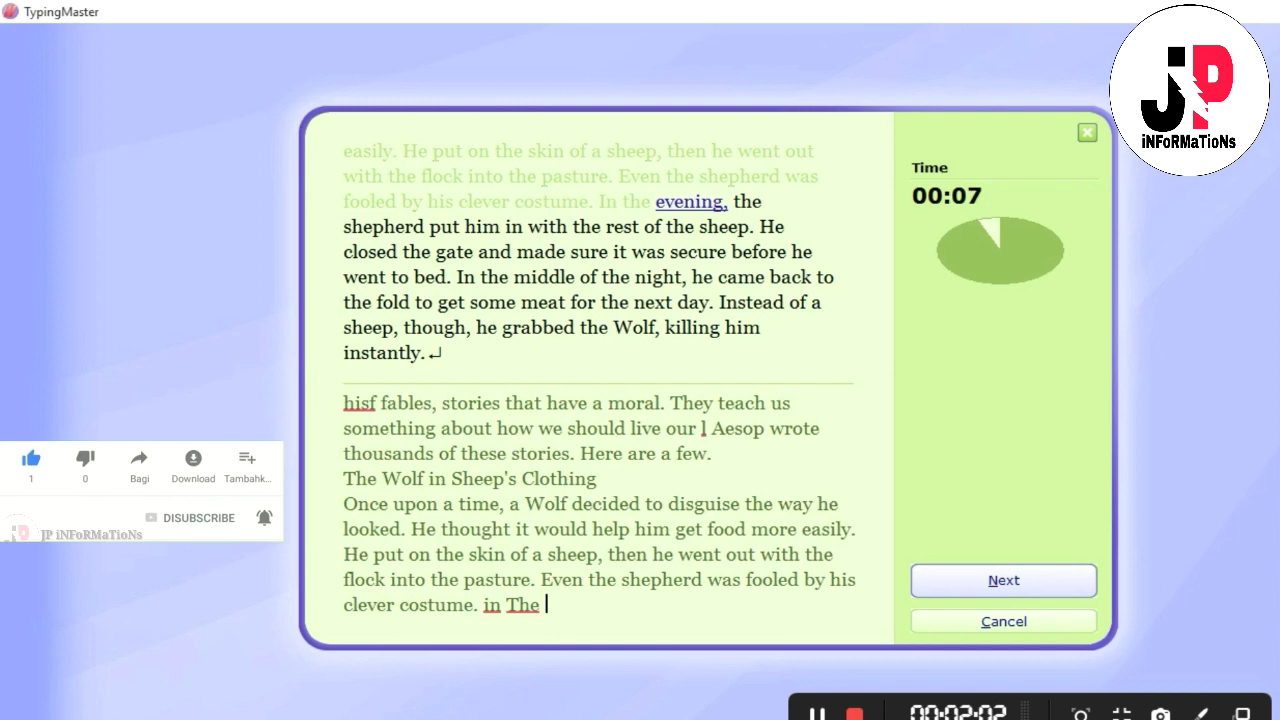 TypingMaster
JP
iNFoRMaTioNs
easily. He put on the skin of a sheep, then he went out
with the flock into the pasture. Even the shepherd was
fooled by his clever costume. In the evening, the
shepherd put him in with the rest of the sheep. He
closed the gate and made sure it was secure before he
went to bed. In the middle of the night, he came back to
the fold to get some meat for the next day. Instead of a
sheep, though, he grabbed the Wolf, killing him
instantly.↵
Time
00:07
hisf fables, stories that have a moral. They teach us
something about how we should live our l Aesop wrote
thousands of these stories. Here are a few.
The Wolf in Sheep's Clothing
Once upon a time, a Wolf decided to disguise the way he
looked. He thought it would help him get food more easily.
He put on the skin of a sheep, then he went out with the
flock into the pasture. Even the shepherd was fooled by his
clever costume. in The
Next
Cancel
1
0
Bagi
Download
Tambahk...
DISUBSCRIBE
JP iNFoRMaTioNs
00:02:02